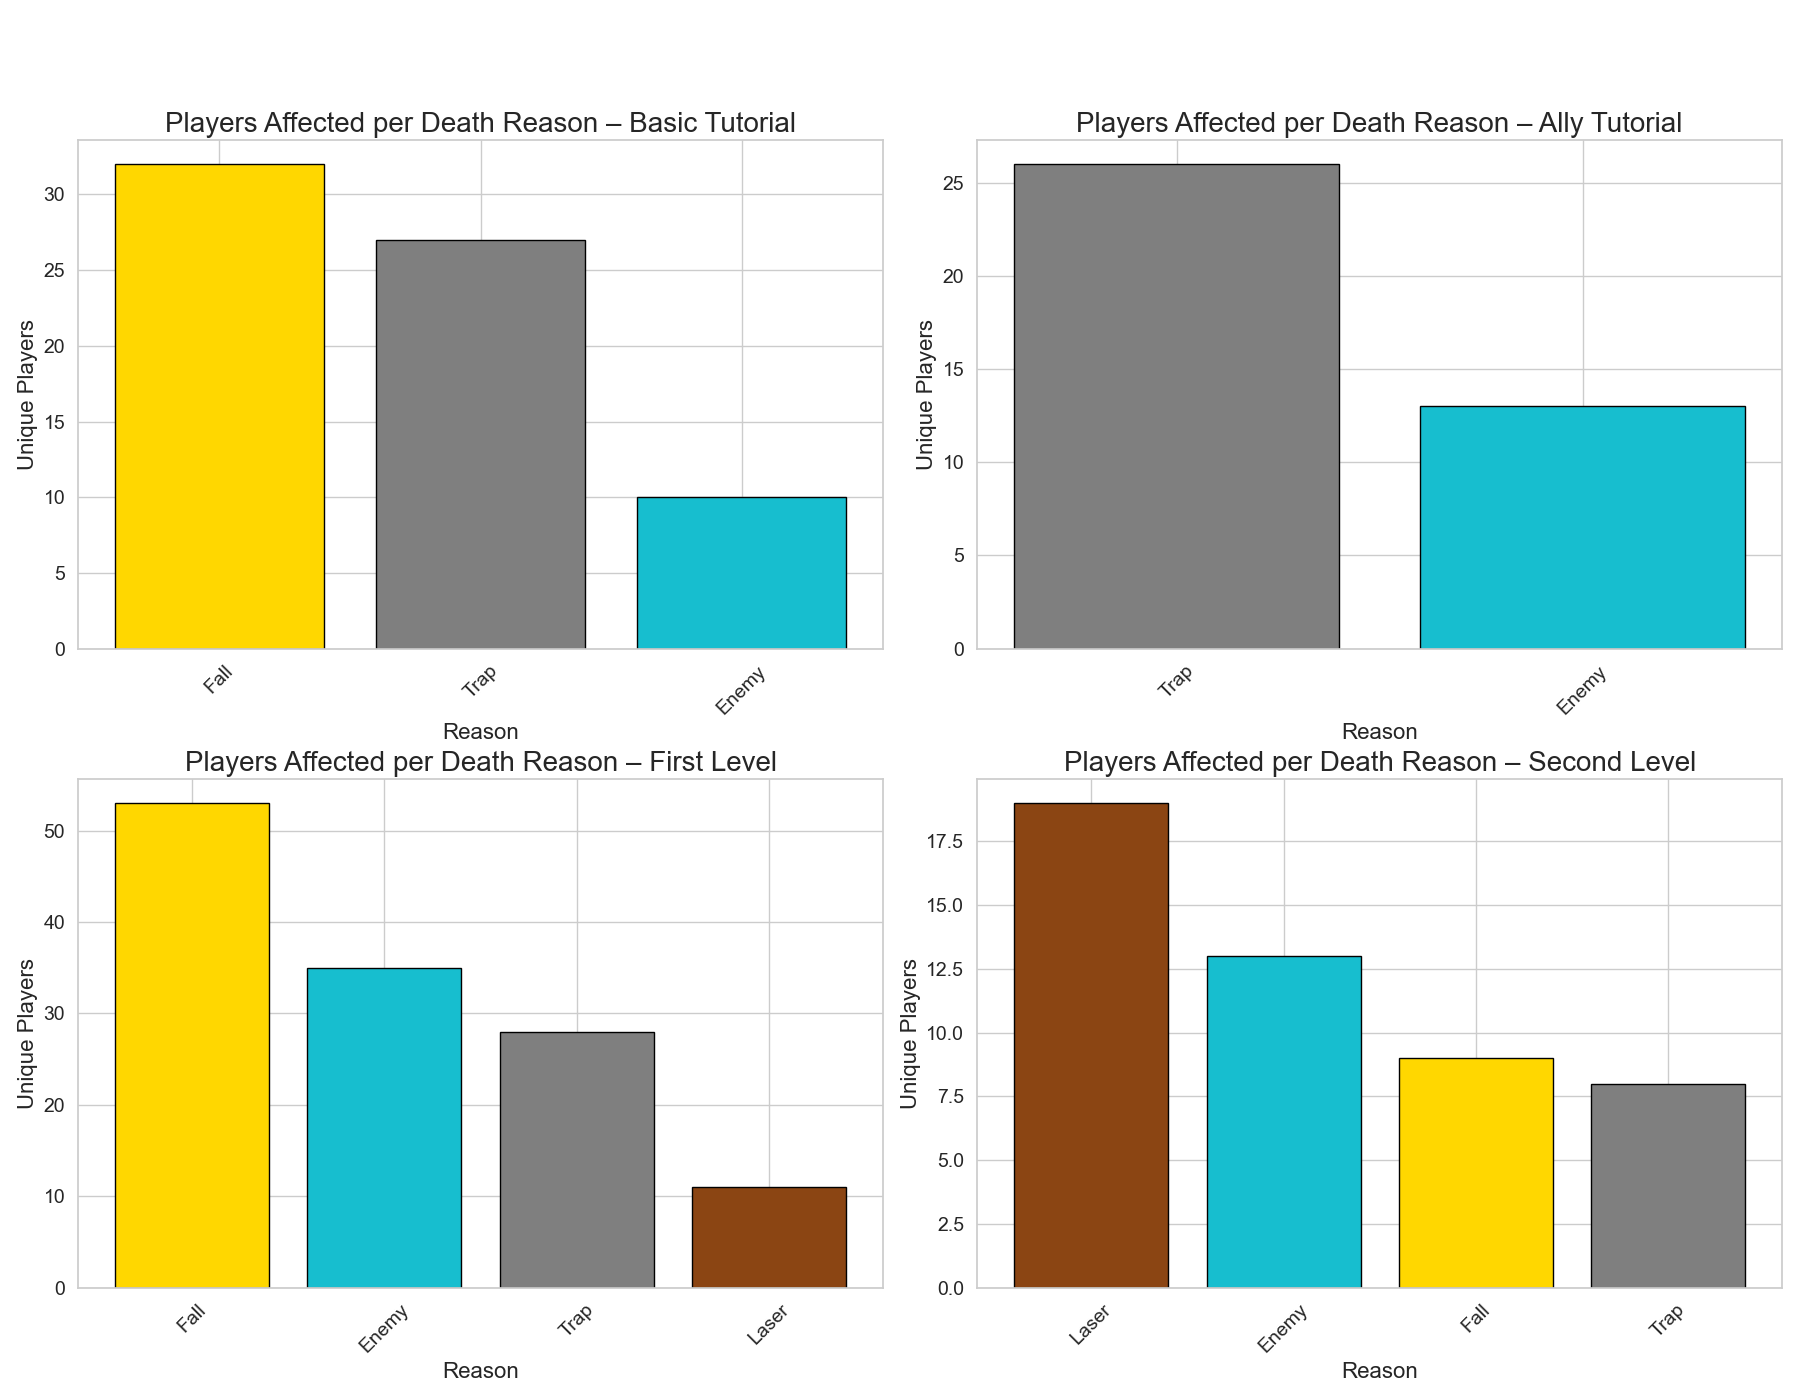 Players Affected per Death Reason – Basic Tutorial
Unique Players
30
25
20
15
10
5
0
Fall
Trap
Enemy
Reason
Players Affected per Death Reason – Ally Tutorial
Unique Players
25
20
15
10
5
0
Trap
Enemy
Reason
Players Affected per Death Reason – First Level
Unique Players
50
40
30
20
10
0
Fall
Enemy
Trap
Laser
Reason
Players Affected per Death Reason – Second Level
Unique Players
17.5
15.0
12.5
10.0
7.5
5.0
2.5
0.0
Laser
Enemy
Fall
Trap
Reason